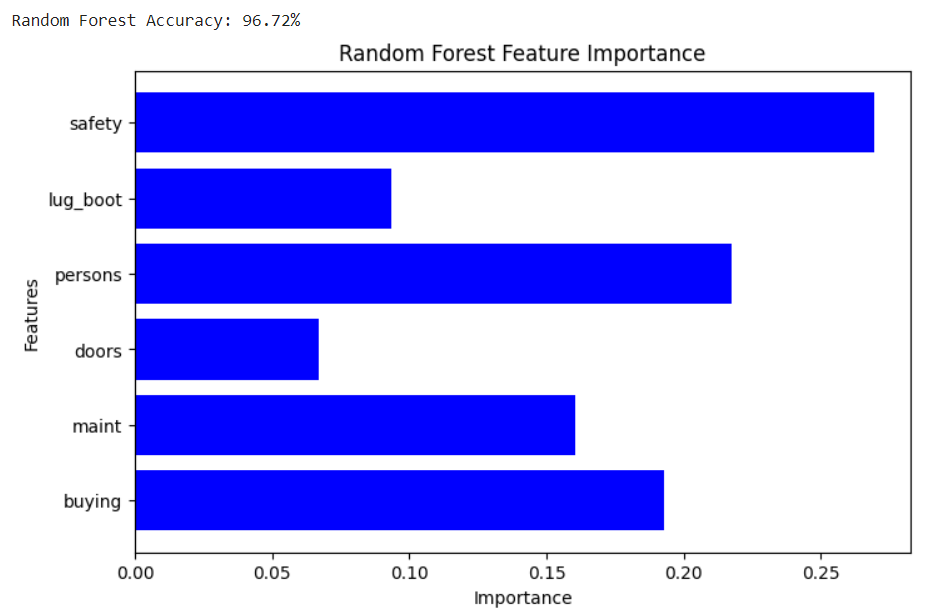 Random Forest Accuracy: 96.72%
Random Forest Feature Importance
safety
lug_boot
persons
doors
maint
buying
Features
0.00 0.05 0.10 0.15 0.20 0.25
Importance